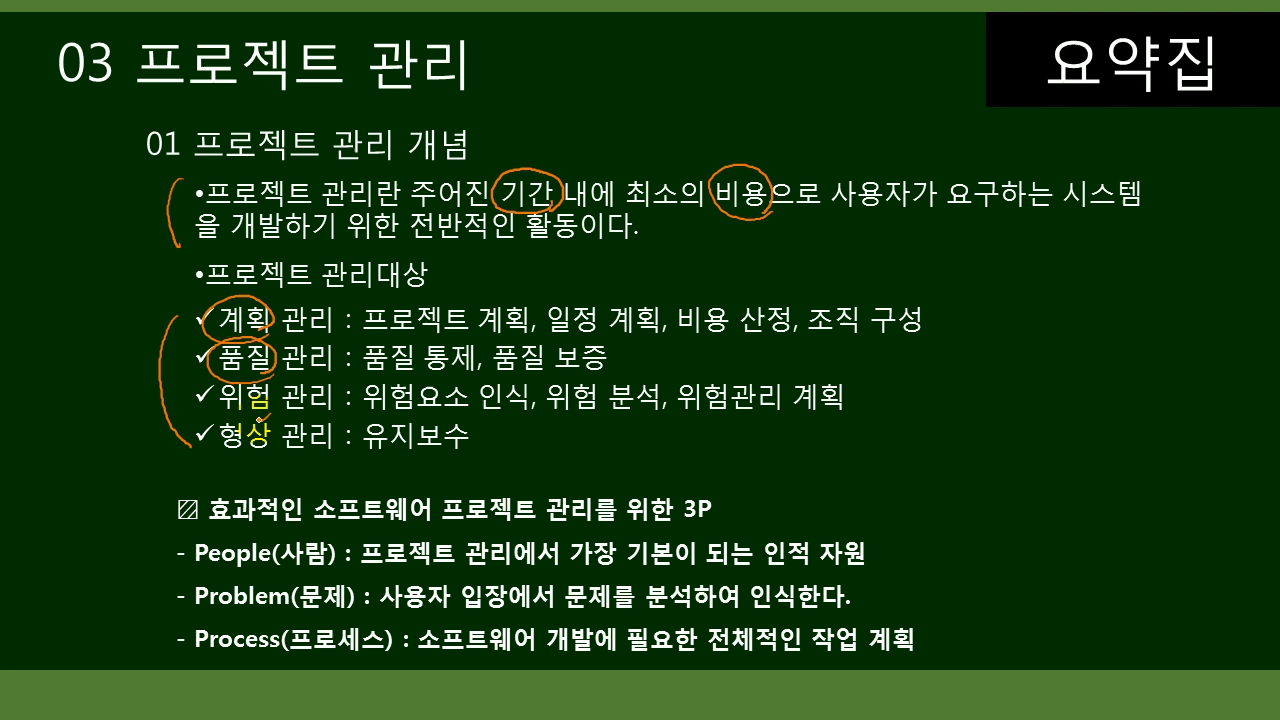 03 프로젝트 관리
요약집
01 프로젝트 관리 개념
•프로젝트 관리란 주어진 기간 내에 최소의 비용으로 사용자가 요구하는 시스템
을 개발하기 위한 전반적인 활동이다.
•프로젝트 관리대상
✓계획 관리 : 프로젝트 계획, 일정 계획, 비용 산정, 조직 구성
✓품질 관리 : 품질 통제, 품질 보증
✓위험 관리 : 위험요소 인식, 위험 분석, 위험관리 계획
✓형상 관리 : 유지보수
▨ 효과적인 소프트웨어 프로젝트 관리를 위한 3P
- People(사람) : 프로젝트 관리에서 가장 기본이 되는 인적 자원
- Problem(문제) : 사용자 입장에서 문제를 분석하여 인식한다.
- Process(프로세스) : 소프트웨어 개발에 필요한 전체적인 작업 계획